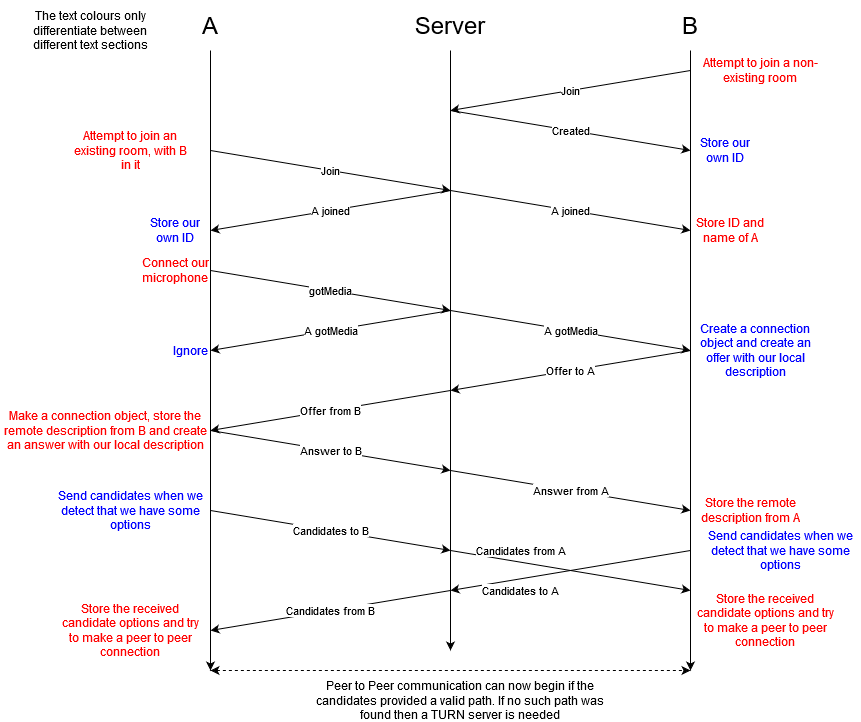 The text colours only
differentiate between
different text sections
A
Server
B
Attempt to join a non-
existing room
Join
Created
Store our
own ID
Attempt to join an
existing room, with B
in it
Join
A joined
A joined
Store our
own ID
Store ID and
name of A
Connect our
microphone
gotMedia
A gotMedia
A gotMedia
Ignore
Create a connection
object and create an
offer with our local
description
Offer to A
Offer from B
Make a connection object, store the
remote description from B and create
an answer with our local description
Answer to B
Answer from A
Store the remote
description from A
Send candidates when we
detect that we have some
options
Candidates to B
Candidates from A
Send candidates when we
detect that we have some
options
Candidates to A
Candidates from B
Store the received
candidate options and try
to make a peer to peer
connection
Store the received
candidate options and try
to make a peer to peer
connection
Peer to Peer communication can now begin if the
candidates provided a valid path. If no such path was
found then a TURN server is needed